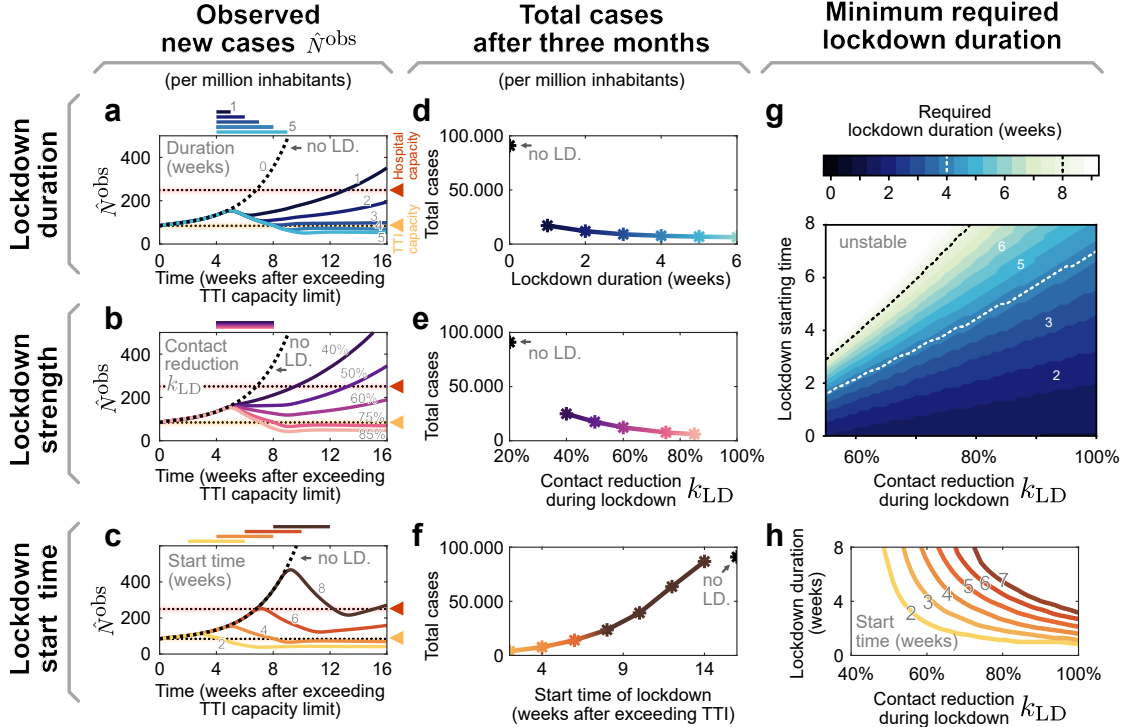 Observed
new cases N̂^obs
Total cases
after three months
Minimum required
lockdown duration
(per million inhabitants)
(per million inhabitants)
Lockdown
duration
a
1
5
Duration
(weeks)
0
no LD.
1
2
3
4
5
400
200
0
N̂^obs
0 4 8 12 16
Time (weeks after exceeding
TTI capacity limit)
Hospital
capacity
TTI
capacity
d
100.000
50.000
0
Total cases
no LD.
0 2 4 6
Lockdown duration (weeks)
g
Required
lockdown duration (weeks)
0 2 4 6 8
8
6
4
2
0
Lockdown starting time
unstable
6
5
3
2
60% 80% 100%
Contact reduction
during lockdown k_LD
Lockdown
strength
b
Contact
reduction
k_LD
no
LD.
40%
50%
60%
75%
85%
400
200
0
N̂^obs
0 4 8 12 16
Time (weeks after exceeding
TTI capacity limit)
e
100.000
50.000
0
Total cases
no LD.
20% 40% 60% 80% 100%
Contact reduction
during lockdown k_LD
Lockdown
start time
c
Start time
(weeks)
no LD.
8
6
4
2
400
200
0
N̂^obs
0 4 8 12 16
Time (weeks after exceeding
TTI capacity limit)
f
100.000
50.000
0
Total cases
no
LD.
4 9 14
Start time of lockdown
(weeks after exceeding TTI)
h
8
6
4
2
0
Lockdown duration
(weeks)
2 3 4 5 6 7
Start
time (weeks)
40% 60% 80% 100%
Contact reduction
during lockdown k_LD